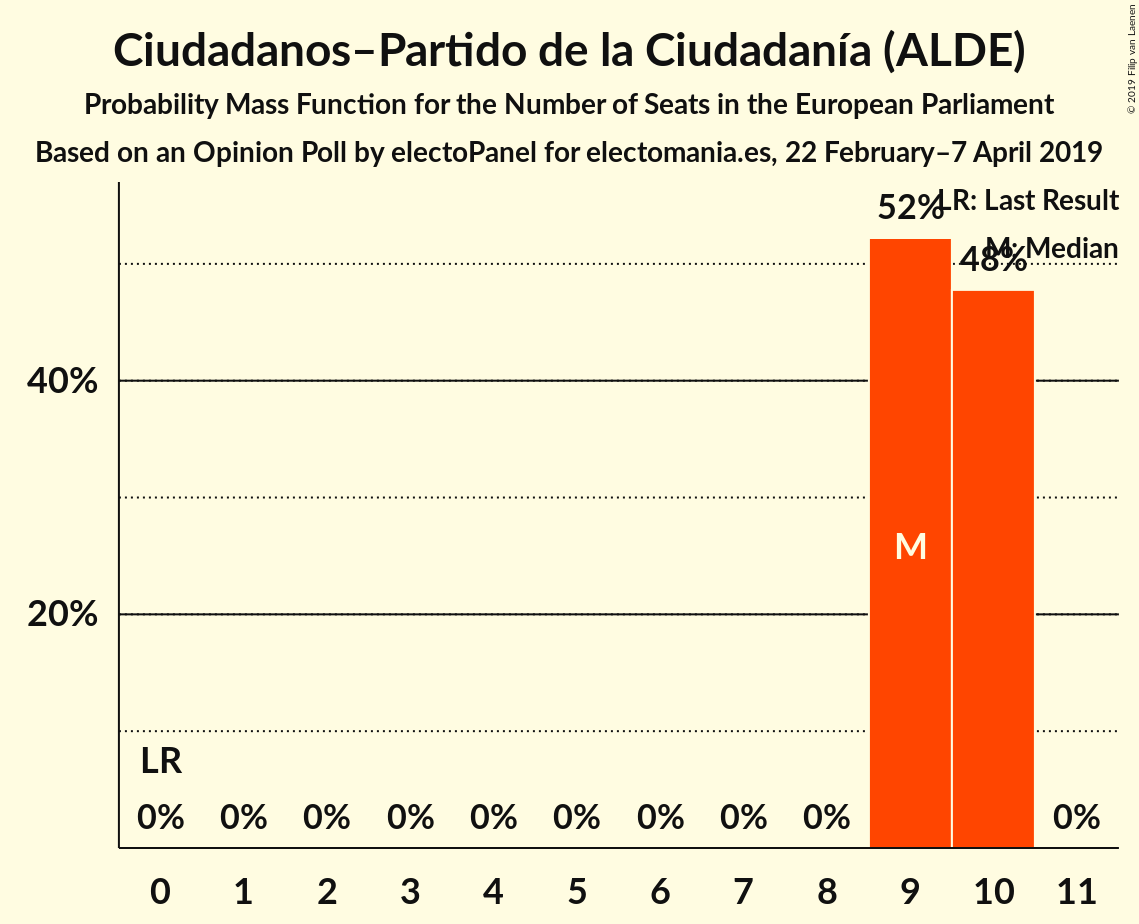 Ciudadanos–Partido de la Ciudadanía (ALDE)
Probability Mass Function for the Number of Seats in the European Parliament
Based on an Opinion Poll by electoPanel for electomania.es, 22 February–7 April 2019
© 2019 Filip van Laenen
LR: Last Result
M: Median
52%
48%
40%
20%
M
LR
0% 0% 0% 0% 0% 0% 0% 0% 0% 0%
0 1 2 3 4 5 6 7 8 9 10 11